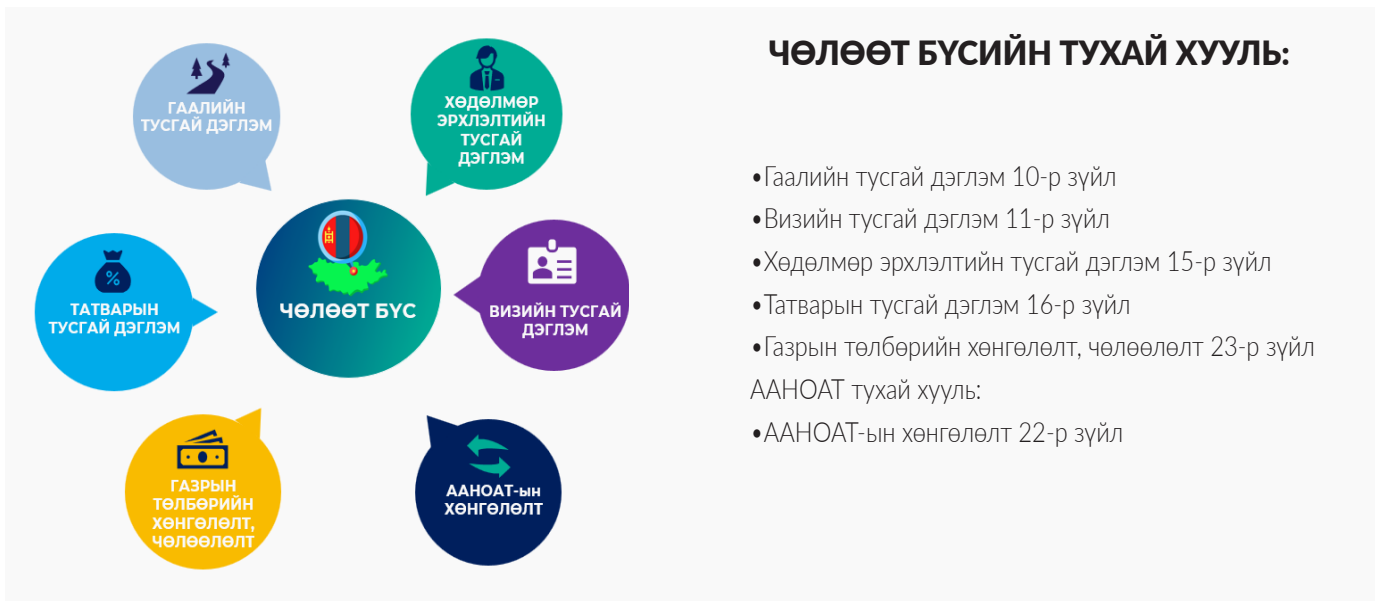 ГААЛИЙН
ТУСГАЙ ДЭГЛЭМ
ХӨДӨЛМӨР
ЭРХЛЭЛТИЙН
ТУСГАЙ
ДЭГЛЭМ
%
ТАТВАРЫН
ТУСГАЙ ДЭГЛЭМ
ЧӨЛӨӨТ БҮС
ВИЗИЙН ТУСГАЙ
ДЭГЛЭМ
ГАЗРЫН
ТӨЛБӨРИЙН
ХӨНГӨЛӨЛТ,
ЧӨЛӨӨЛӨЛТ
ААНОАТ-ын
ХӨНГӨЛӨЛТ
ЧӨЛӨӨТ БҮСИЙН ТУХАЙ ХУУЛЬ:
•Гаалийн тусгай дэглэм 10-р зүйл
•Визийн тусгай дэглэм 11-р зүйл
•Хөдөлмөр эрхлэлтийн тусгай дэглэм 15-р зүйл
•Татварын тусгай дэглэм 16-р зүйл
•Газрын төлбөрийн хөнгөлөлт, чөлөөлөлт 23-р зүйл
ААНОАТ тухай хууль:
•ААНОАТ-ын хөнгөлөлт 22-р зүйл